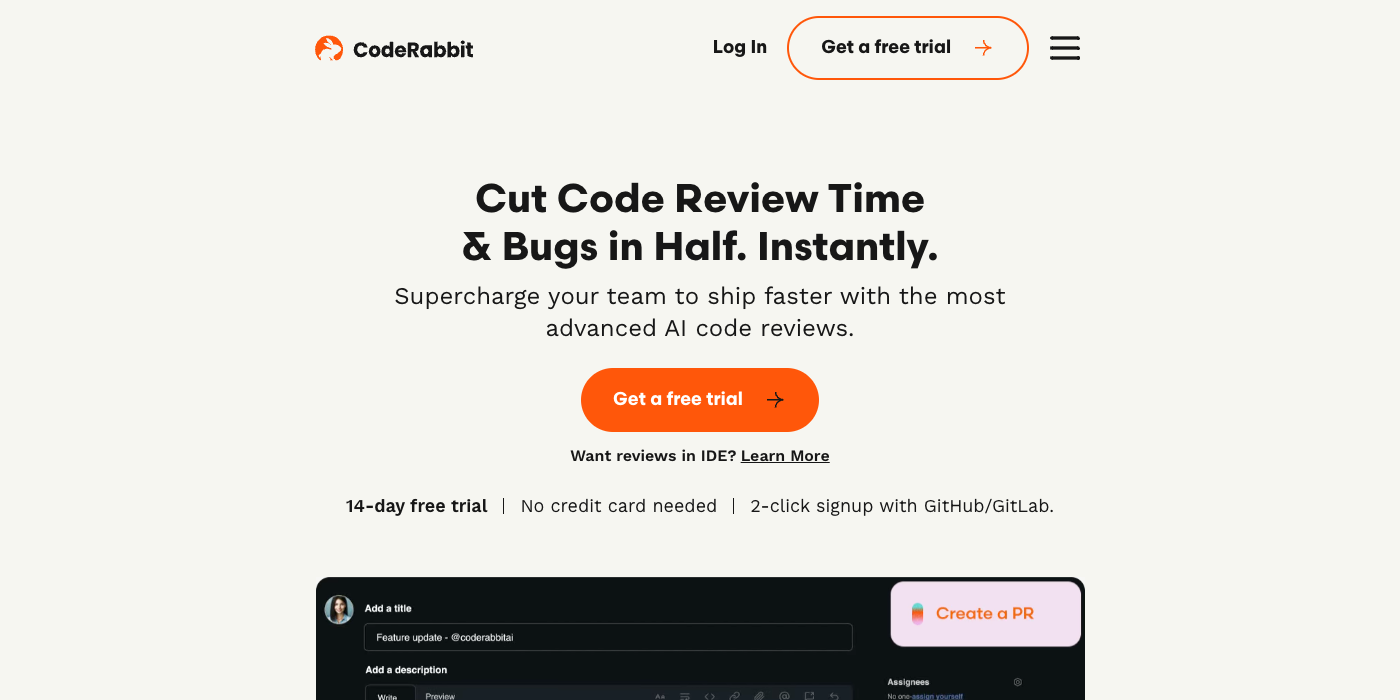 CodeRabbit
Log In
Get a free trial
Cut Code Review Time
& Bugs in Half. Instantly.
Supercharge your team to ship faster with the most
advanced AI code reviews.
Get a free trial
Want reviews in IDE? Learn More
14-day free trial
No credit card needed
2-click signup with GitHub/GitLab.
Add a title
Create a PR
Feature update - @coderabbitai
Add a description
Assignees
Write
Preview
No one-assign yourself